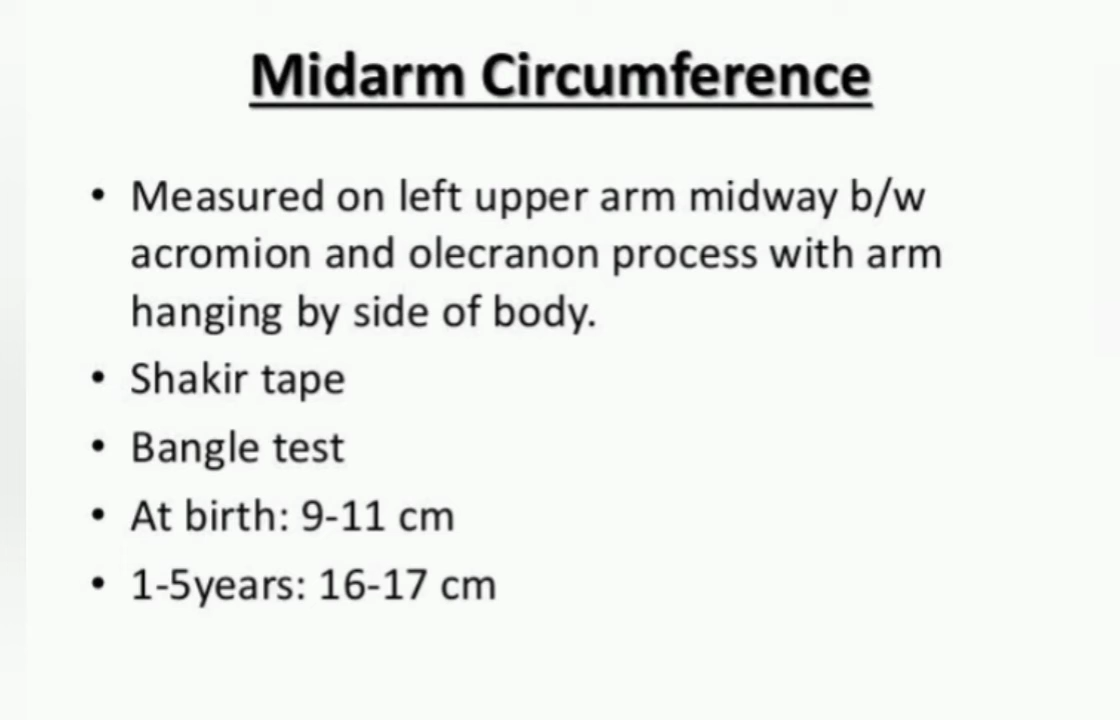 Midarm Circumference
• Measured on left upper arm midway b/w
acromion and olecranon process with arm
hanging by side of body.
• Shakir tape
• Bangle test
• At birth: 9-11 cm
• 1-5years: 16-17 cm